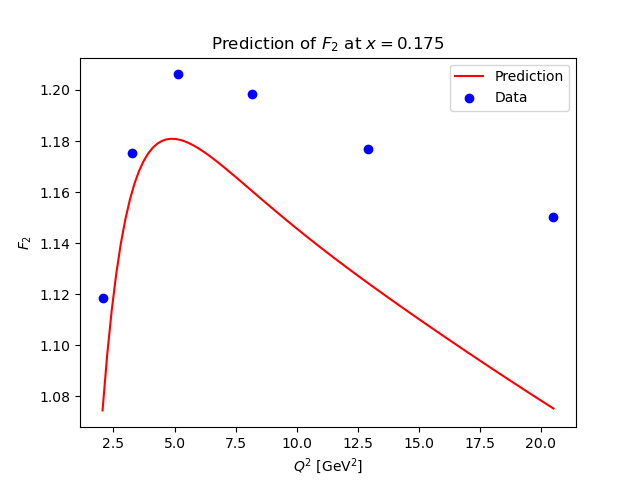 Prediction of F₂ at x = 0.175
Prediction
Data
1.20
1.18
1.16
1.14
1.12
1.10
1.08
F₂
2.5 5.0 7.5 10.0 12.5 15.0 17.5 20.0
Q² [GeV²]